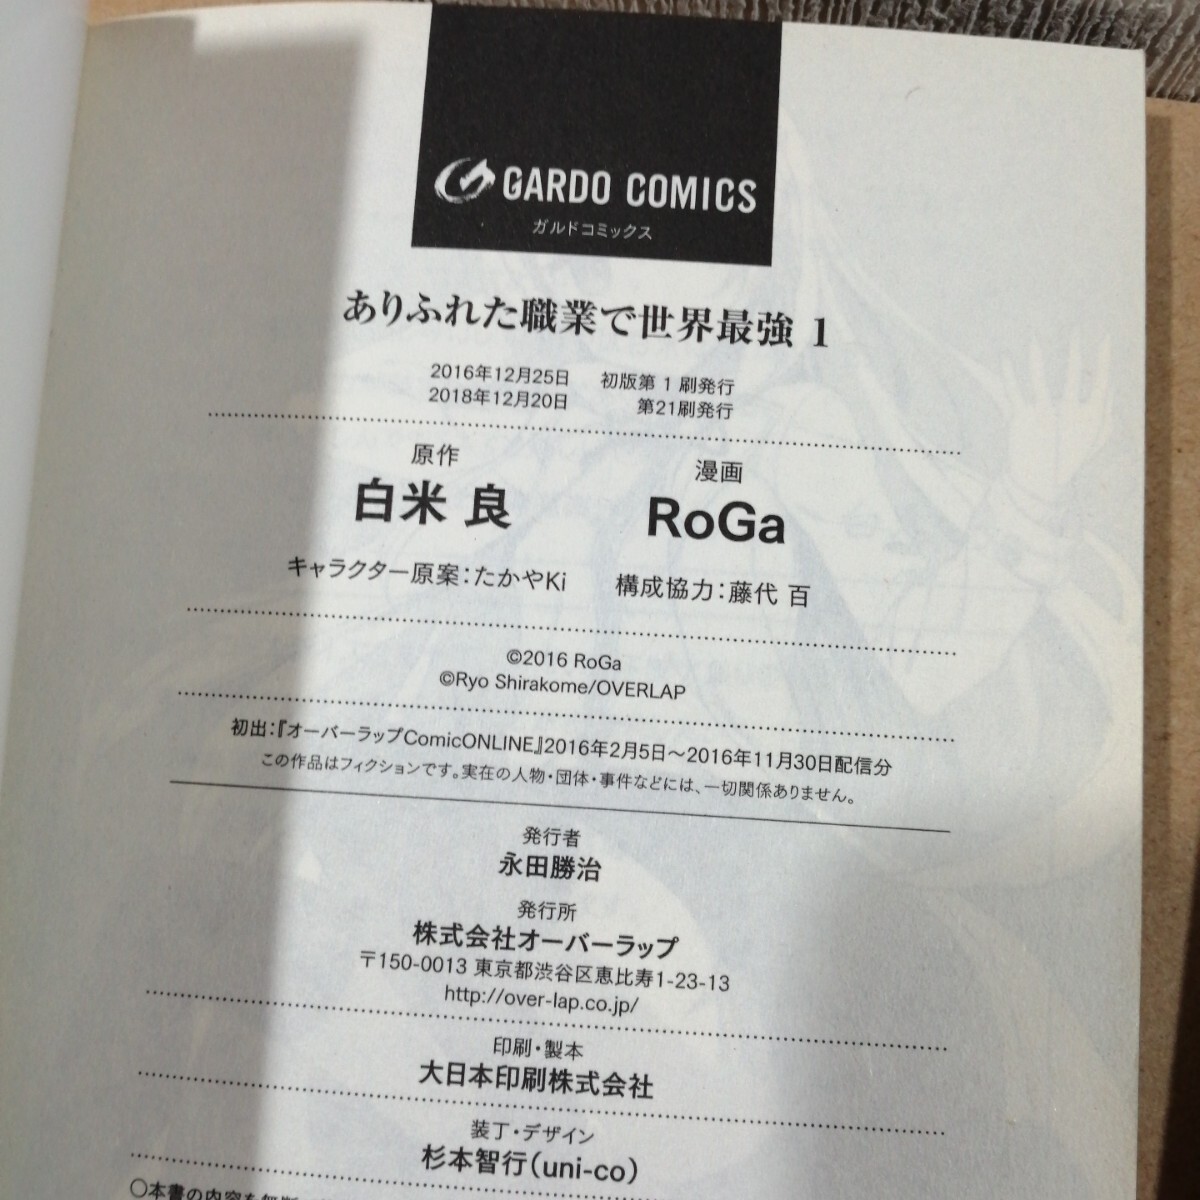 GARDO COMICS
ガルドコミックス
ありふれた職業で世界最強 1
2016年12月25日 初版第1刷発行
2018年12月20日 第21刷発行
原作
白米 良
漫画
RoGa
キャラクター原案：たかやKi 構成協力：藤代 百
©2016 RoGa
©Ryo Shirakome/OVERLAP
初出：『オーバーラップComicONLINE』2016年2月5日〜2016年11月30日配信分
この作品はフィクションです。実在の人物・団体・事件などには、一切関係ありません。
発行者
永田勝治
発行所
株式会社オーバーラップ
〒150-0013 東京都渋谷区恵比寿1-23-13
http://over-lap.co.jp/
印刷・製本
大日本印刷株式会社
装丁・デザイン
杉本智行（uni-co）
○本書の内容を無断